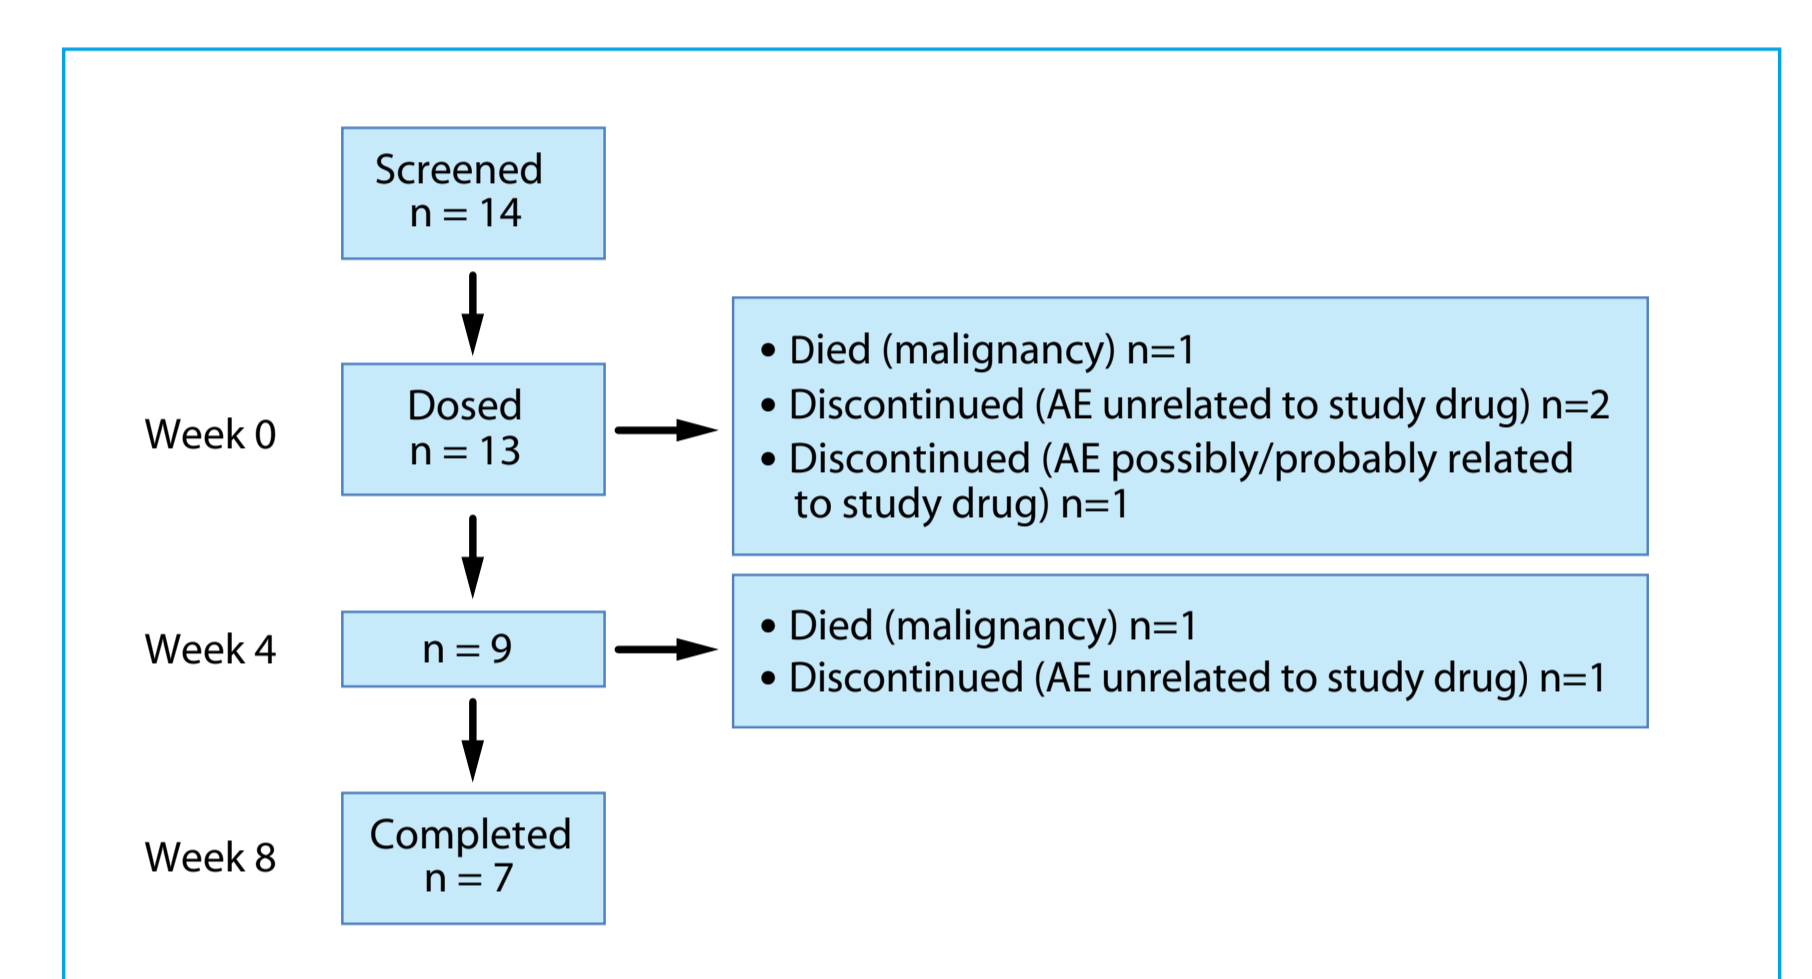 Screened
n = 14
Week 0
Dosed
n = 13
• Died (malignancy) n=1
• Discontinued (AE unrelated to study drug) n=2
• Discontinued (AE possibly/probably related
to study drug) n=1
Week 4
n = 9
• Died (malignancy) n=1
• Discontinued (AE unrelated to study drug) n=1
Week 8
Completed
n = 7